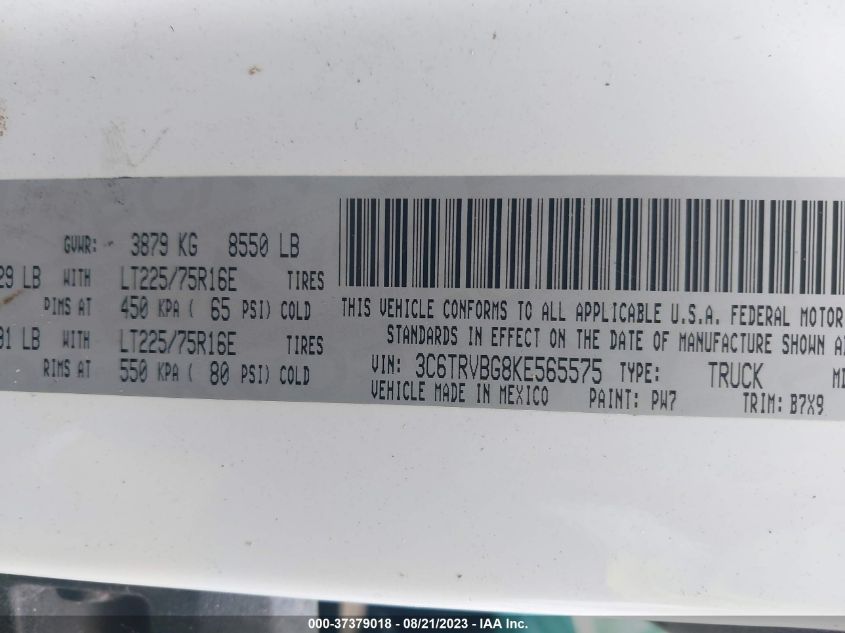 GVWR: 3879 KG 8550 LB
29 LB WITH LT225/75R16E TIRES
RIMS AT 450 KPA ( 65 PSI) COLD
91 LB WITH LT225/75R16E TIRES
RIMS AT 550 KPA ( 80 PSI) COLD
THIS VEHICLE CONFORMS TO ALL APPLICABLE U.S.A. FEDERAL MOTOR
STANDARDS IN EFFECT ON THE DATE OF MANUFACTURE SHOWN A
VIN: 3C6TRVBG8KE565575 TYPE: TRUCK
VEHICLE MADE IN MEXICO PAINT: PW7 TRIM: B7X9
000-37379018 - 08/21/2023 - IAA Inc.